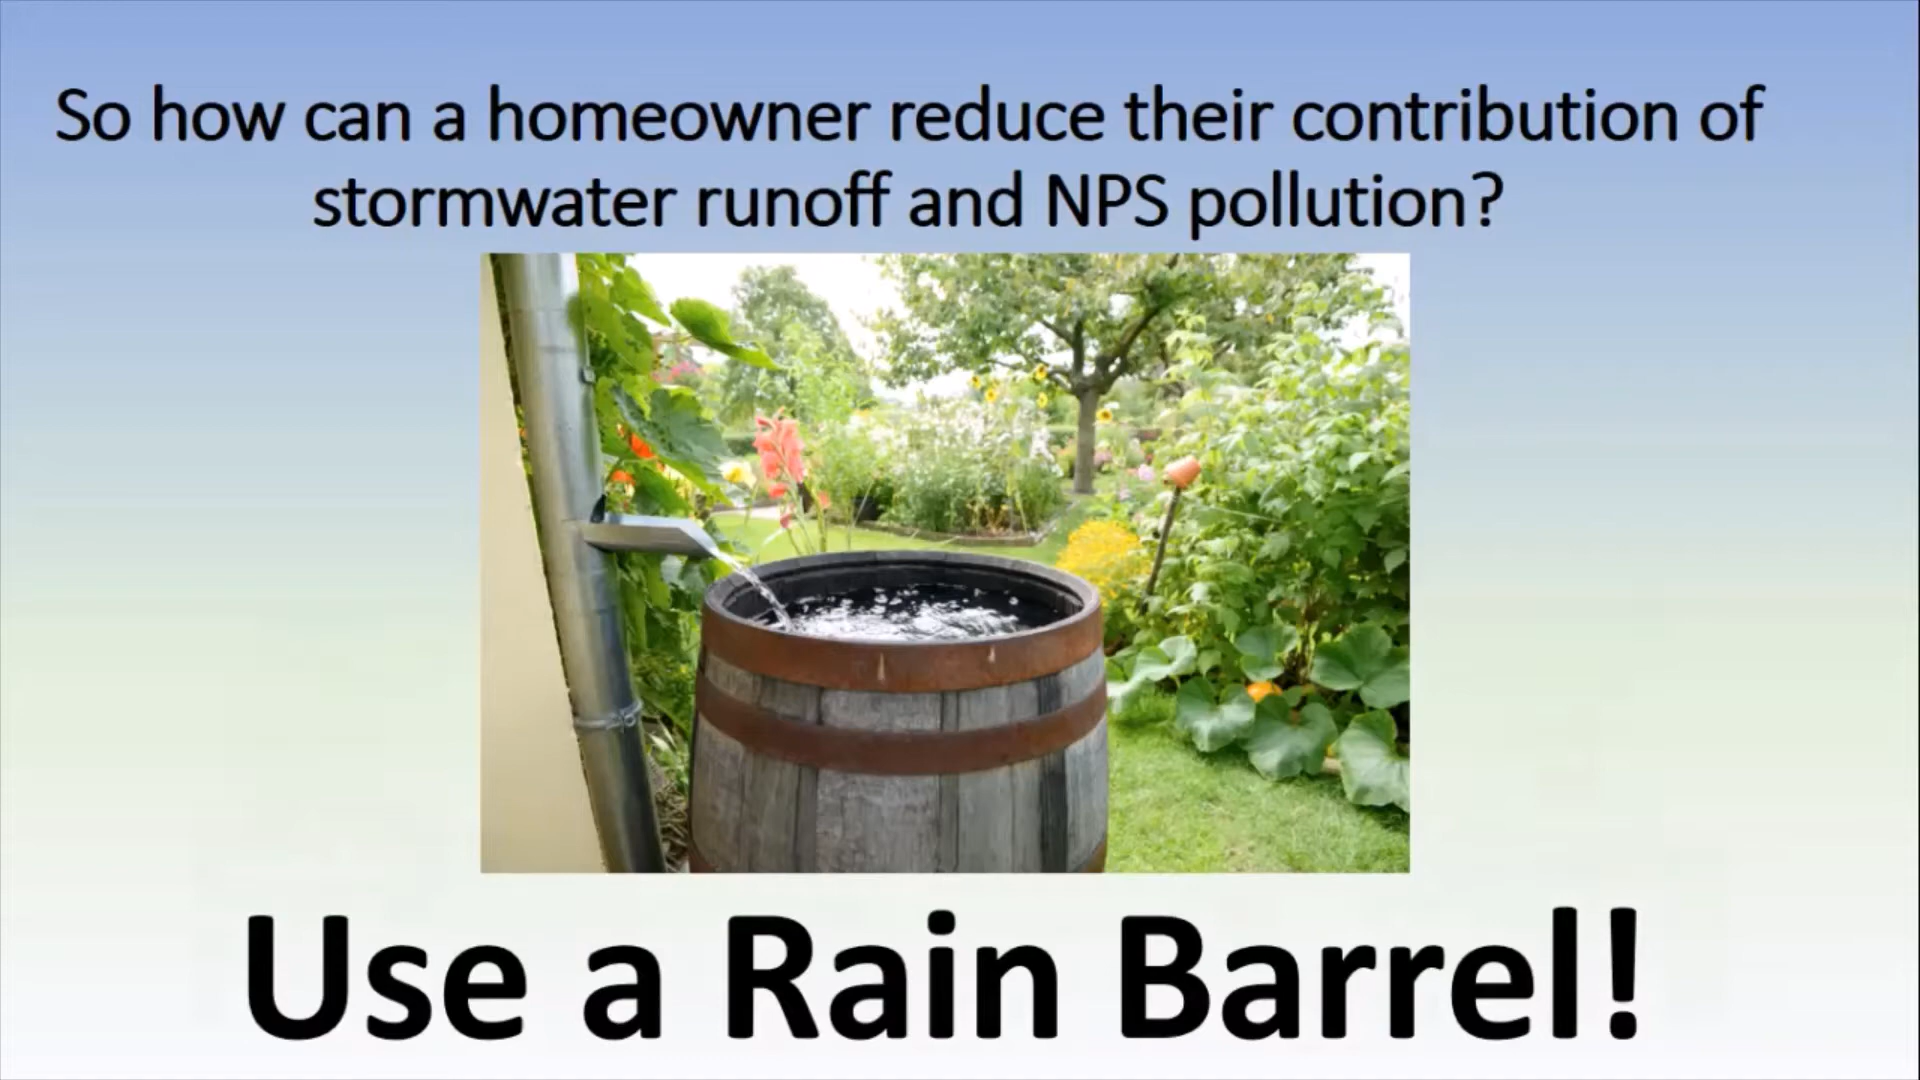 So how can a homeowner reduce their contribution of
stormwater runoff and NPS pollution?
Use a Rain Barrel!